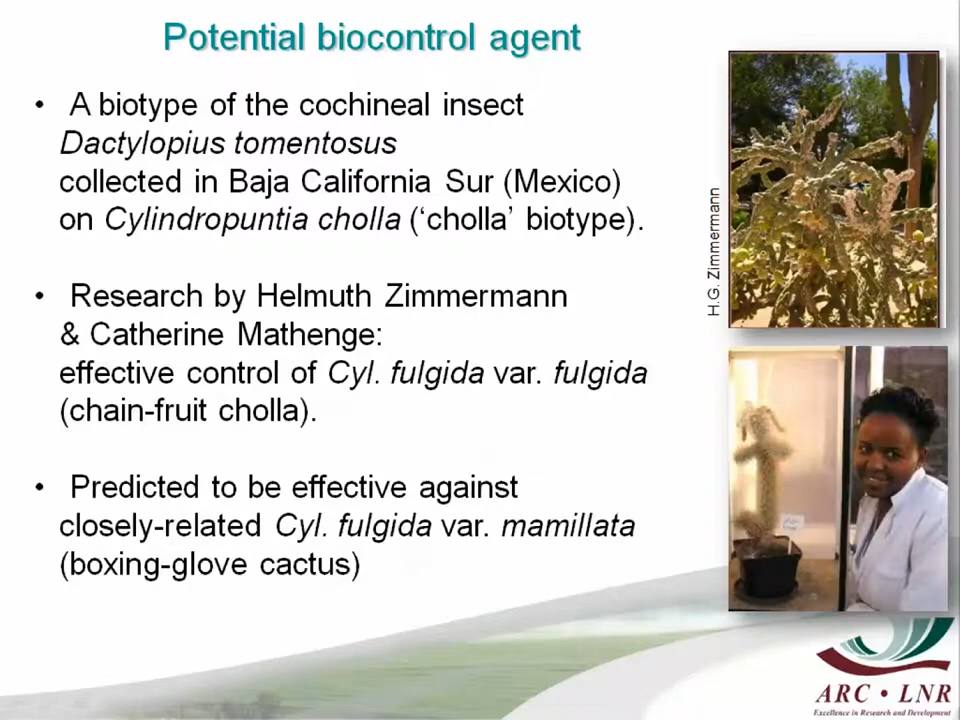 Potential biocontrol agent
• A biotype of the cochineal insect
Dactylopius tomentosus
collected in Baja California Sur (Mexico)
on Cylindropuntia cholla (‘cholla’ biotype).
• Research by Helmuth Zimmermann
& Catherine Mathenge:
effective control of Cyl. fulgida var. fulgida
(chain-fruit cholla).
• Predicted to be effective against
closely-related Cyl. fulgida var. mamillata
(boxing-glove cactus)
H.G. Zimmermann
ARC • LNR
Excellence in Research and Development